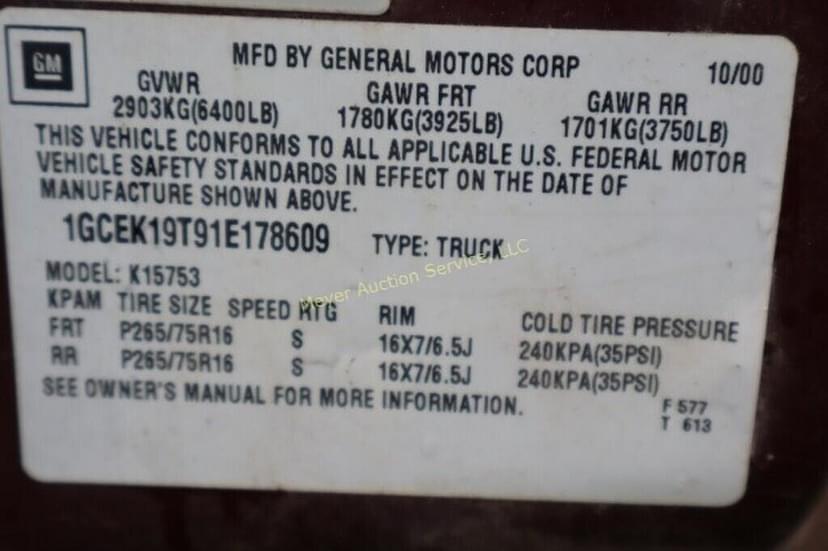 GM
MFD BY GENERAL MOTORS CORP 10/00
GVWR GAWR FRT GAWR RR
2903KG(6400LB) 1780KG(3925LB) 1701KG(3750LB)
THIS VEHICLE CONFORMS TO ALL APPLICABLE U.S. FEDERAL MOTOR
VEHICLE SAFETY STANDARDS IN EFFECT ON THE DATE OF
MANUFACTURE SHOWN ABOVE.
1GCEK19T91E178609 TYPE: TRUCK
Meyer Auction Service, LLC
MODEL: K15753
KPAM TIRE SIZE SPEED RTG RIM COLD TIRE PRESSURE
FRT P265/75R16 S 16X7/6.5J 240KPA(35PSI)
RR P265/75R16 S 16X7/6.5J 240KPA(35PSI)
SEE OWNER'S MANUAL FOR MORE INFORMATION.
F 577
T 613